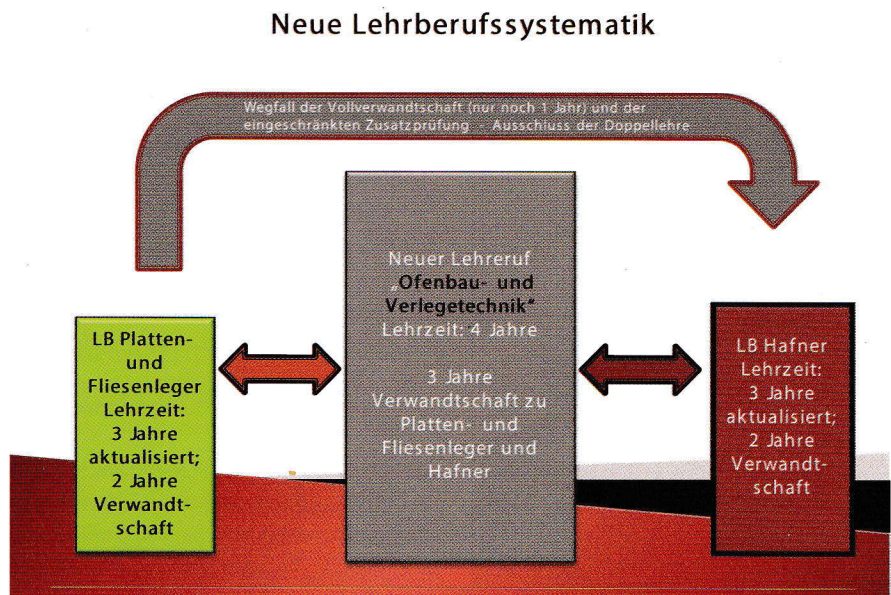 Neue Lehrberufssystematik
Wegfall der Vollverwandtschaft (nur noch 1 Jahr) und der
eingeschränkten Zusatzprüfung – Ausschluss der Doppellehre
Neuer Lehreruf
„Ofenbau- und
Verlegetechnik“
Lehrzeit: 4 Jahre
3 Jahre
Verwandtschaft zu
Platten- und
Fliesenleger und
Hafner
LB Platten-
und
Fliesenleger
Lehrzeit:
3 Jahre
aktualisiert;
2 Jahre
Verwandt-
schaft
LB Hafner
Lehrzeit:
3 Jahre
aktualisiert;
2 Jahre
Verwandt-
schaft